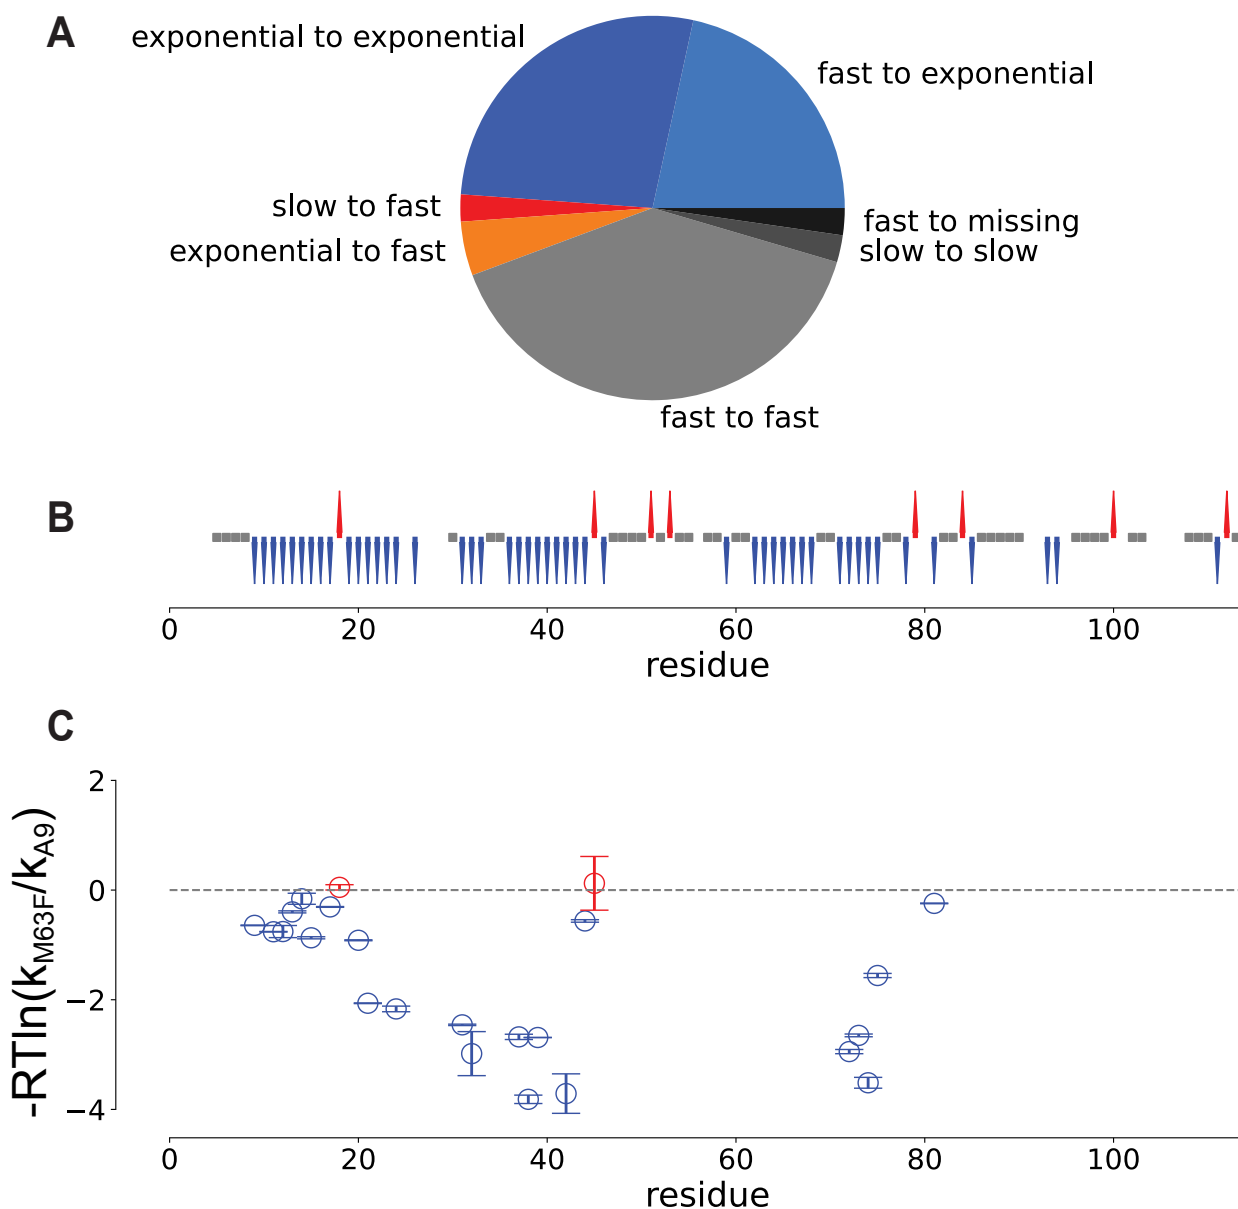 A
exponential to exponential
fast to exponential
slow to fast
fast to missing
exponential to fast
slow to slow
fast to fast
B
0 20 40 60 80 100
residue
C
-RTln(kM63F/kA9)
2
0
−2
−4
0 20 40 60 80 100
residue